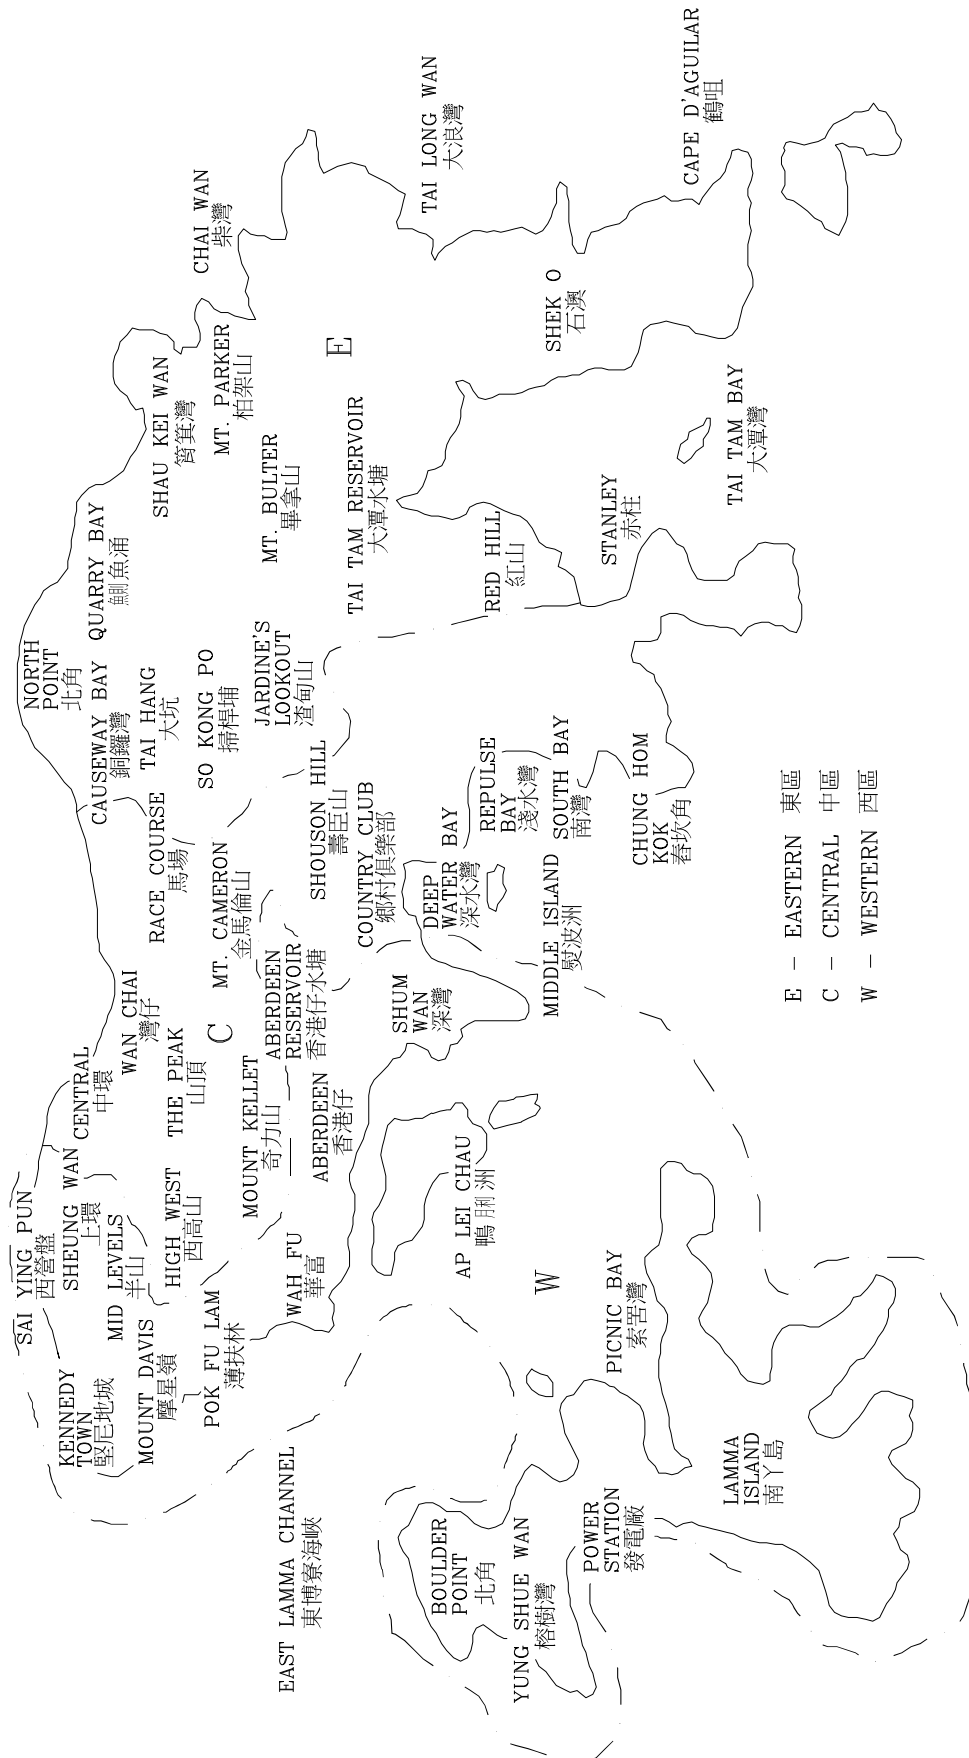 SAI YING PUN
西營盤
KENNEDY
TOWN
堅尼地城
SHEUNG WAN
上環
CENTRAL
中環
NORTH
POINT
北角
MID LEVELS
半山
MOUNT DAVIS
摩星嶺
WAN CHAI
灣仔
CAUSEWAY BAY
銅鑼灣
QUARRY BAY
鰂魚涌
TAI HANG
大坑
SHAU KEI WAN
筲箕灣
HIGH WEST
西高山
THE PEAK
山頂
RACE COURSE
馬場
CHAI WAN
柴灣
POK FU LAM
薄扶林
C
SO KONG PO
掃桿埔
MT. PARKER
柏架山
MOUNT KELLET
奇力山
MT. CAMERON
金馬倫山
JARDINE'S
LOOKOUT
渣甸山
MT. BULTER
畢拿山
ABERDEEN
RESERVOIR
香港仔水塘
WAH FU
華富
ABERDEEN
香港仔
SHOUSON HILL
壽臣山
E
EAST LAMMA CHANNEL
東博寮海峽
COUNTRY CLUB
鄉村俱樂部
TAI TAM RESERVOIR
大潭水塘
SHUM
WAN
深灣
DEEP
WATER BAY
深水灣
TAI LONG WAN
大浪灣
AP LEI CHAU
鴨脷洲
REPULSE
BAY
淺水灣
RED HILL
紅山
BOULDER
POINT
北角
W
MIDDLE ISLAND
熨波洲
SOUTH BAY
南灣
SHEK O
石澳
YUNG SHUE WAN
榕樹灣
PICNIC BAY
索罟灣
STANLEY
赤柱
POWER
STATION
發電廠
CHUNG HOM
KOK
舂坎角
CAPE D'AGUILAR
鶴咀
LAMMA
ISLAND
南丫島
TAI TAM BAY
大潭灣
E - EASTERN 東區
C - CENTRAL 中區
W - WESTERN 西區